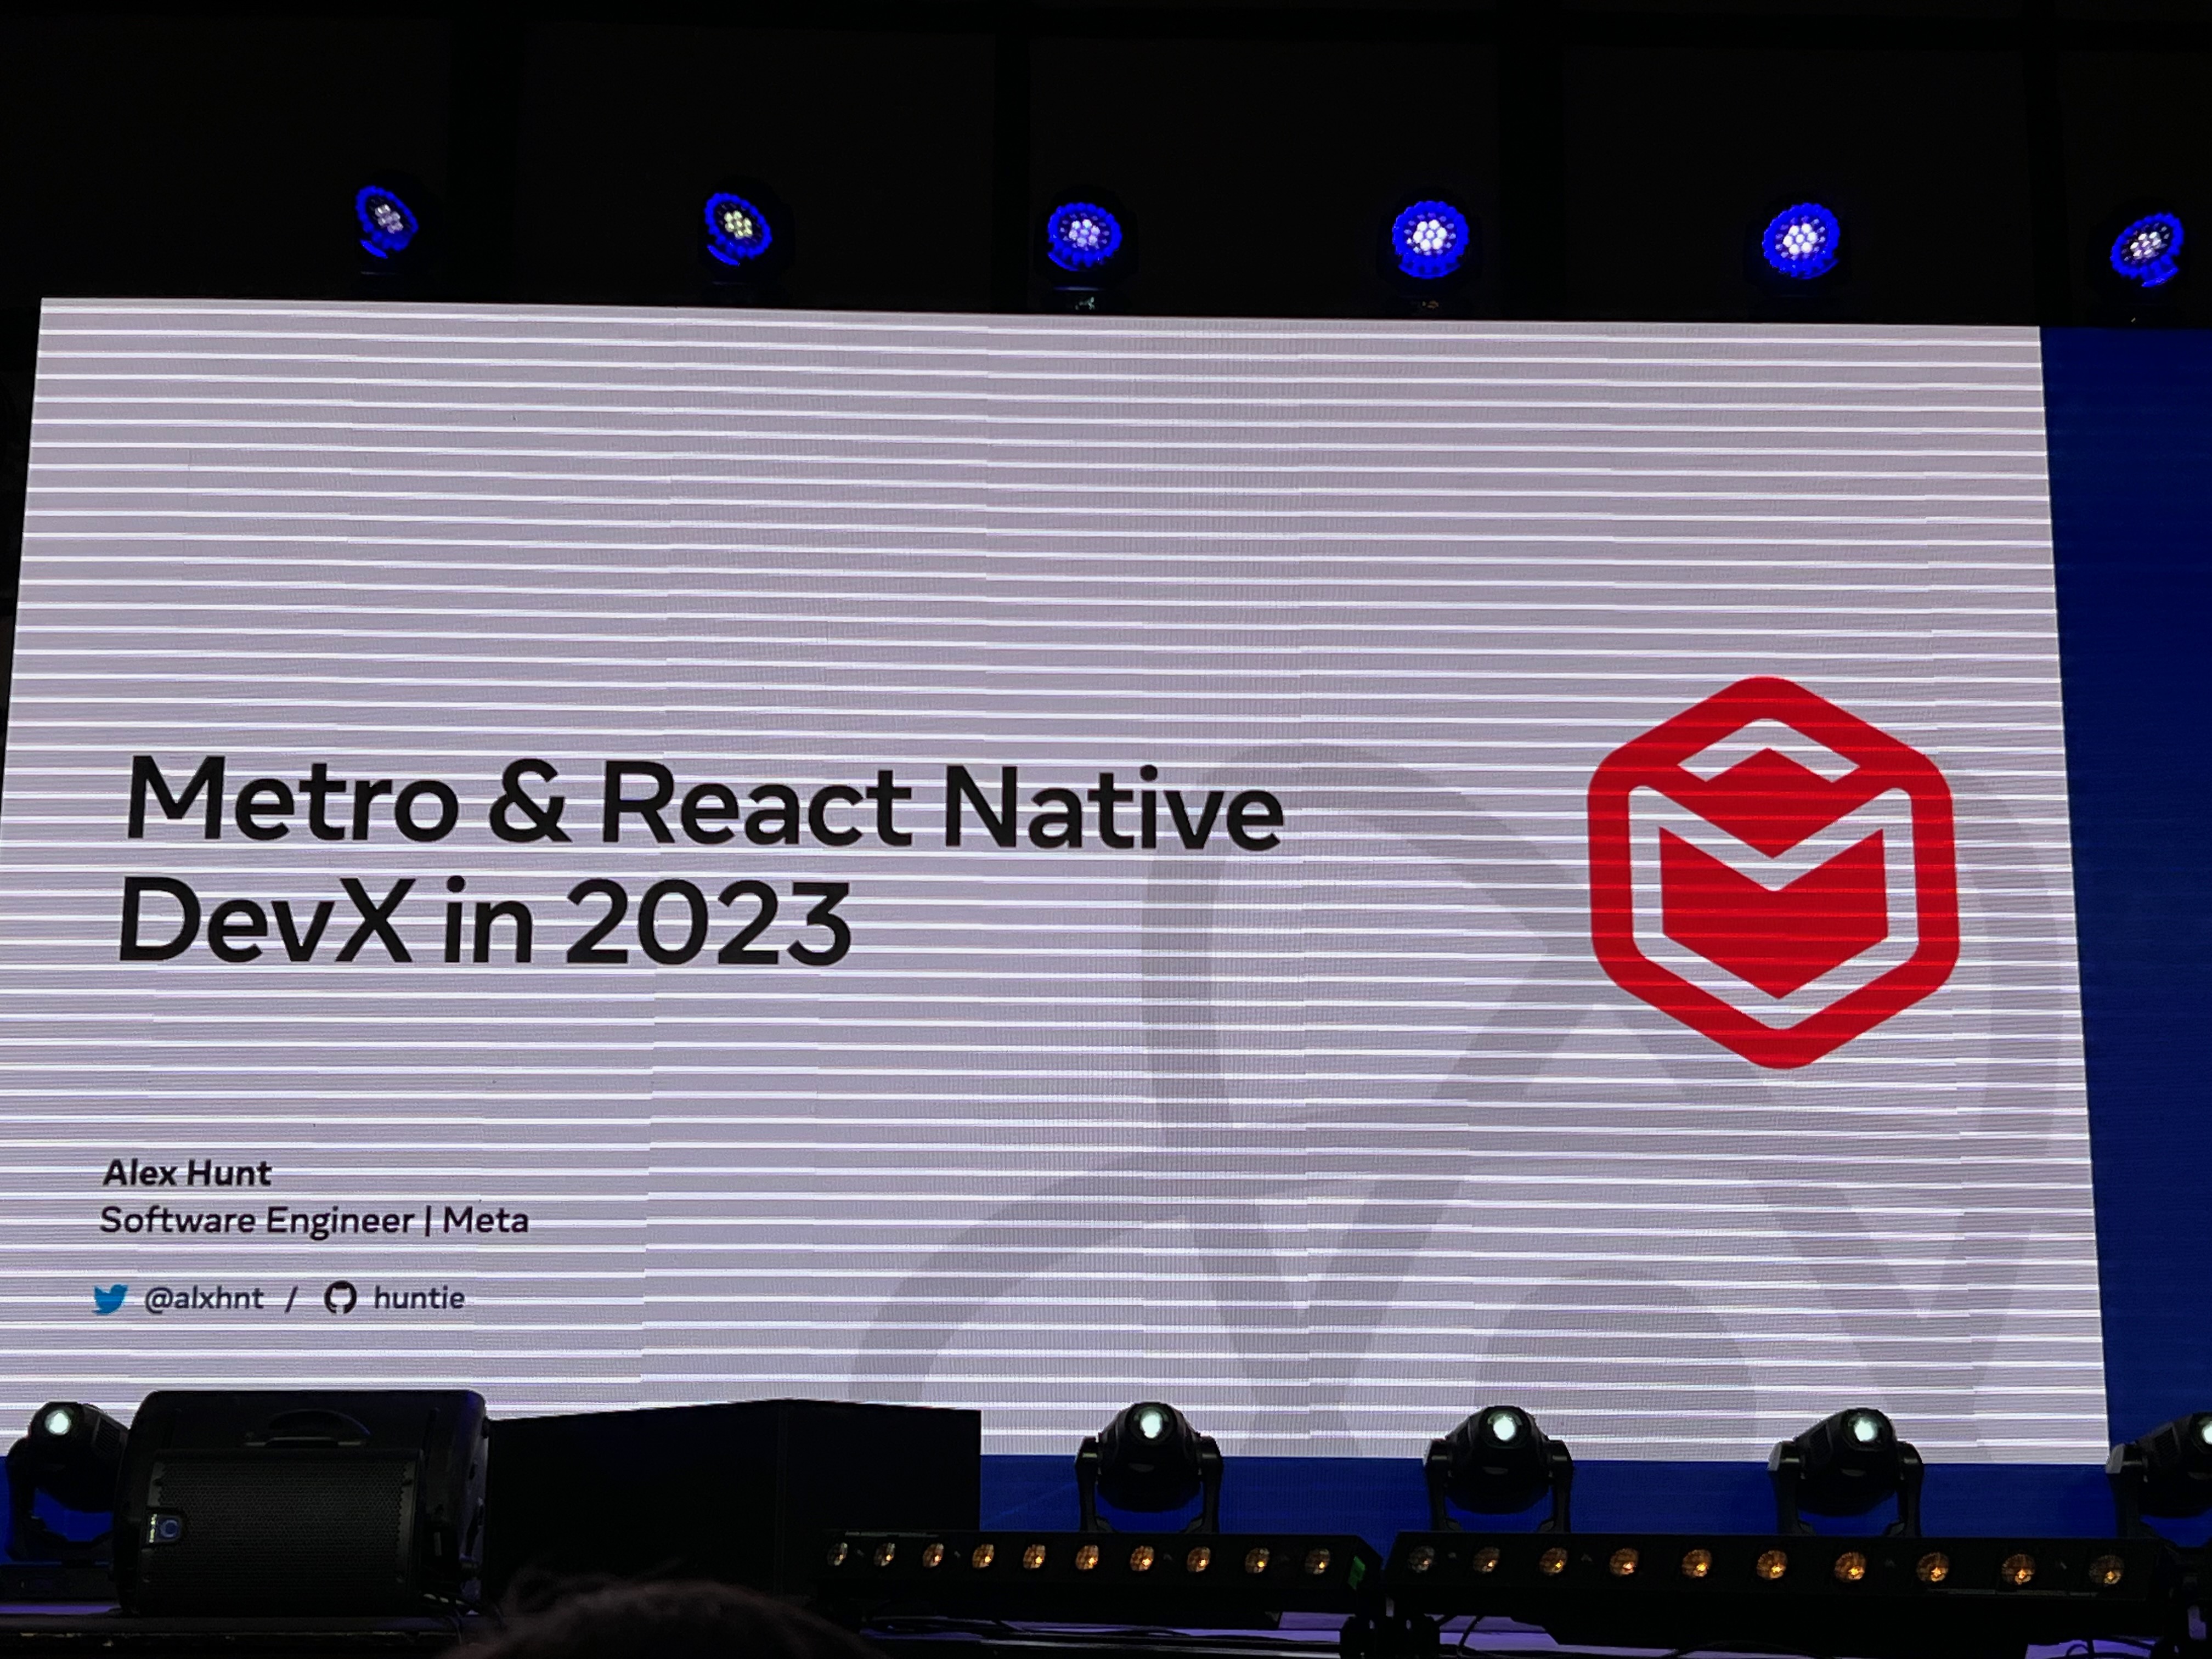 Metro & React Native
DevX in 2023
Alex Hunt
Software Engineer | Meta
@alxhnt / huntie